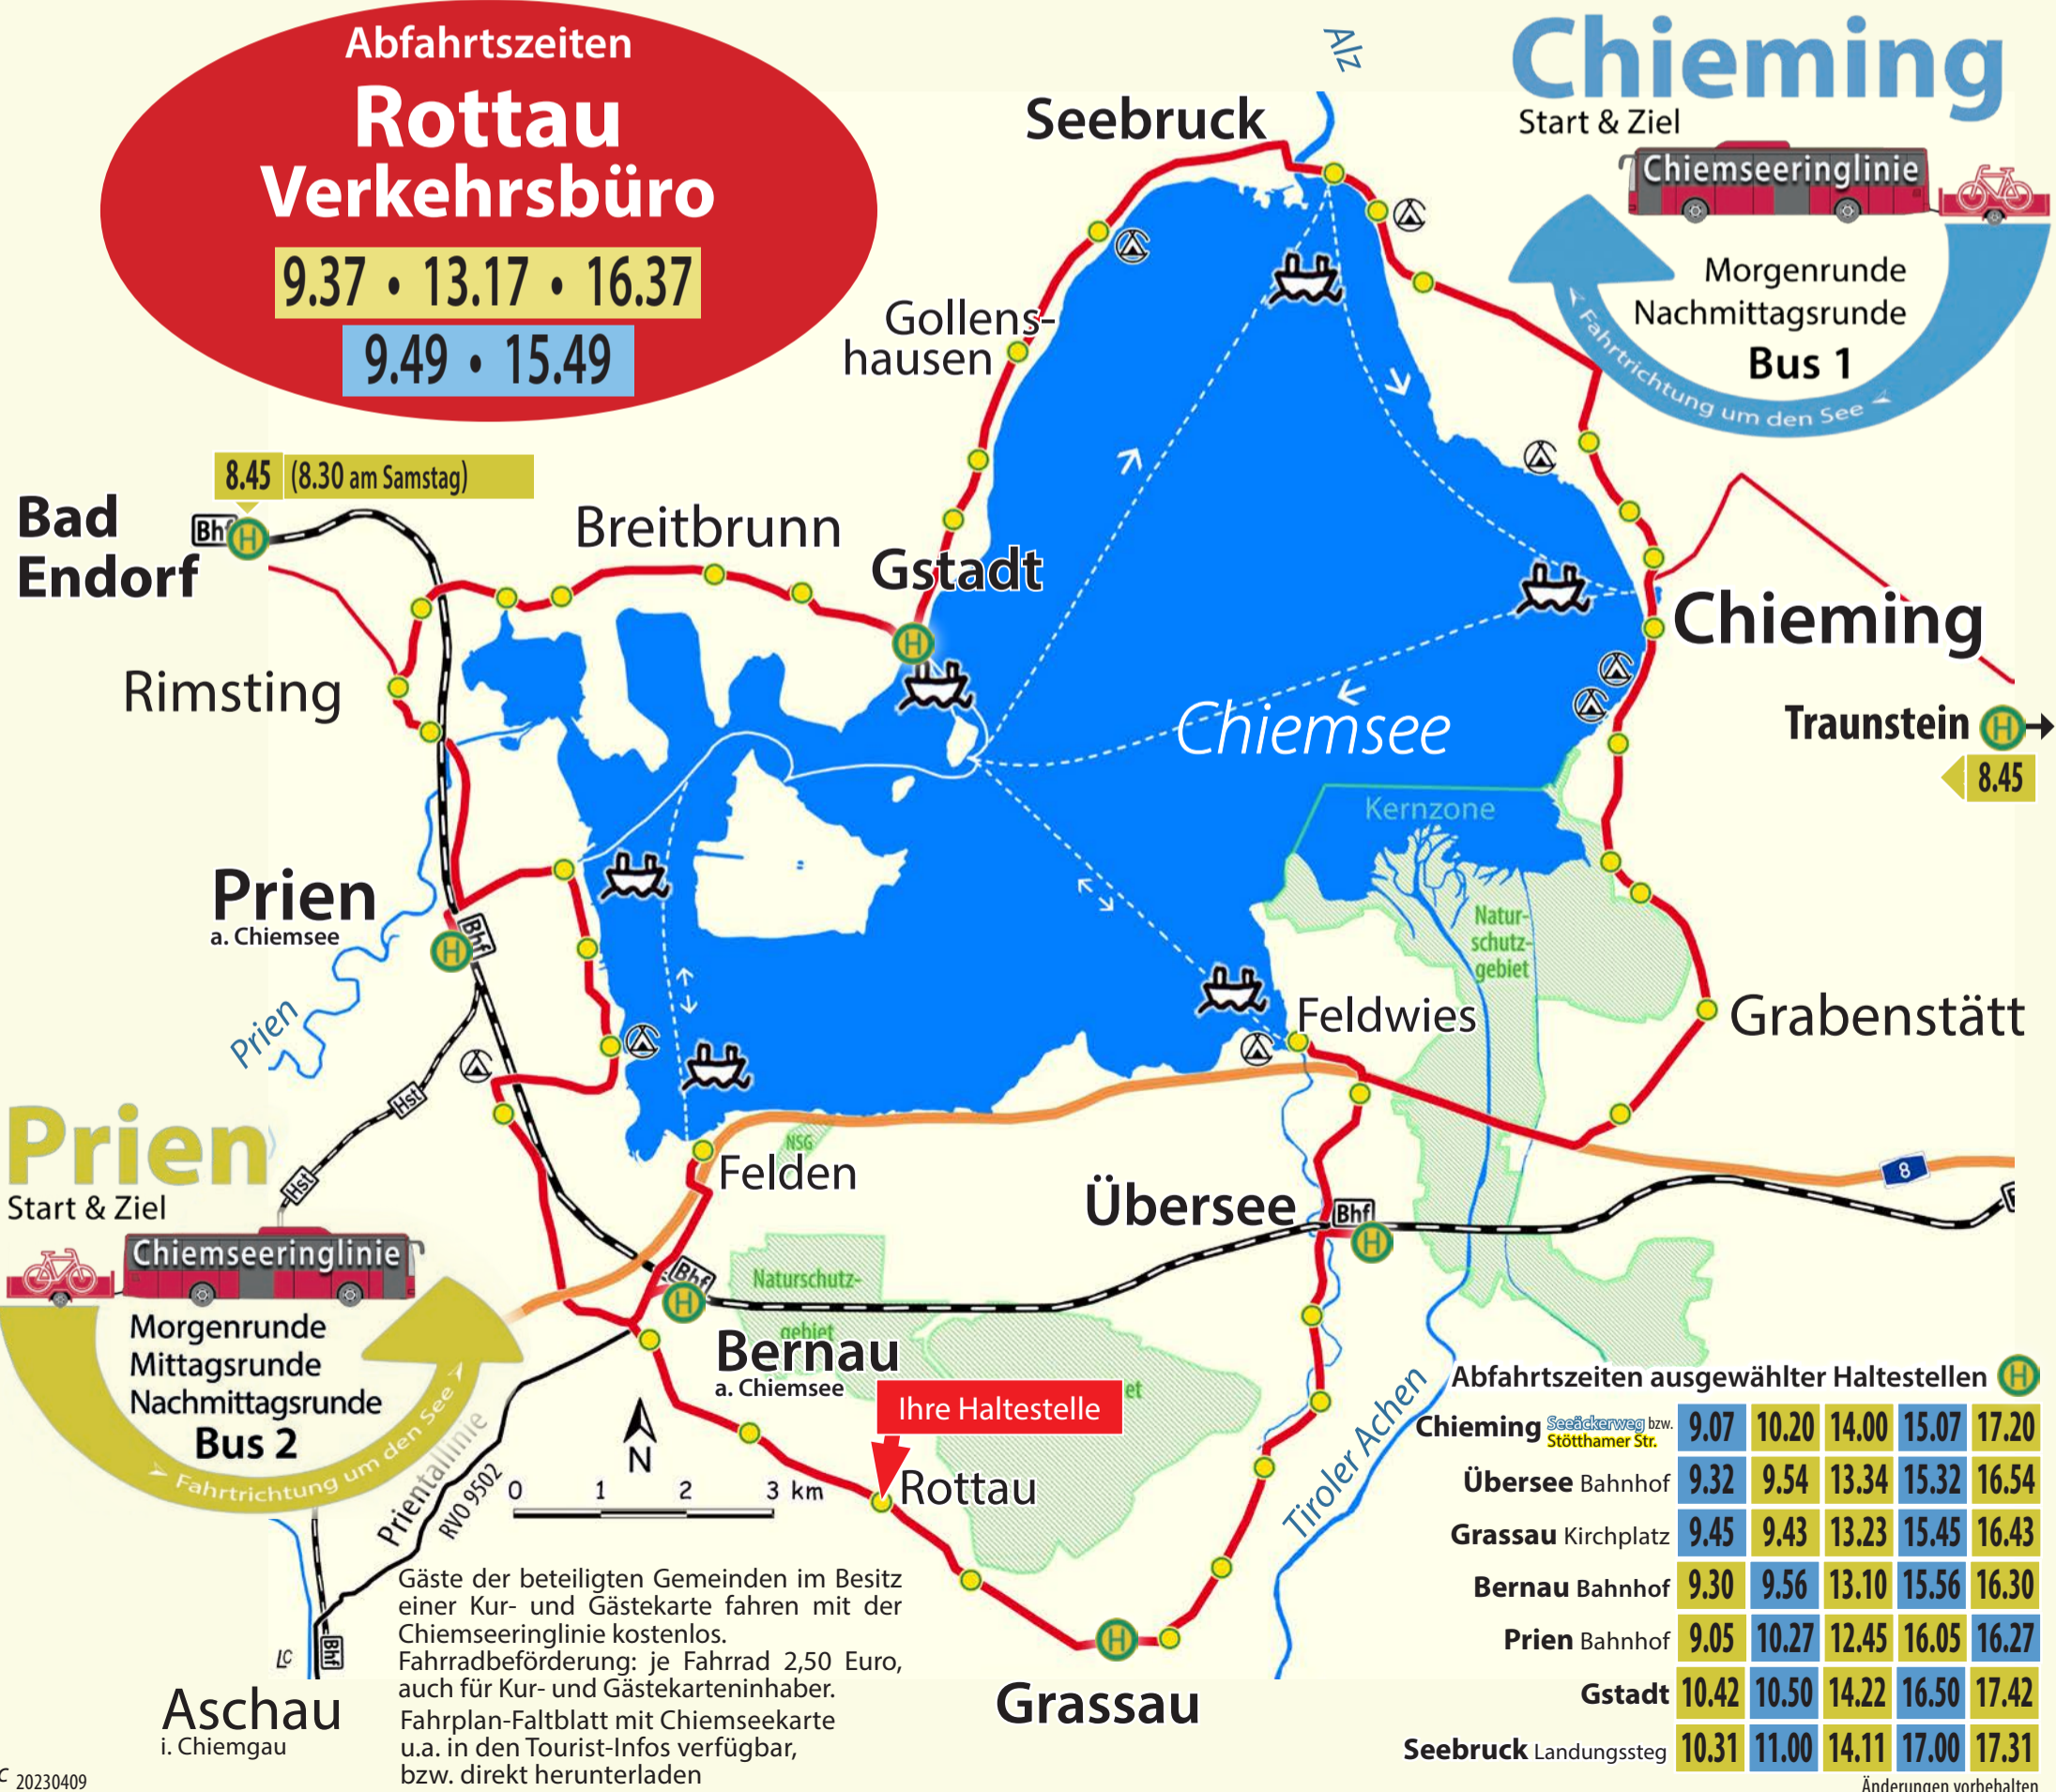 Abfahrtszeiten
Rottau
Verkehrsbüro
9.37 • 13.17 • 16.37
9.49 • 15.49
Alz
Chieming
Start & Ziel
Chiemseeringlinie
Morgenrunde
Nachmittagsrunde
Bus 1
Fahrtrichtung um den See
Seebruck
Gollens-
hausen
8.45 (8.30 am Samstag)
Bad
Endorf
Bhf
H
Breitbrunn
Gstadt
H
Rimsting
Chieming
Chiemsee
Traunstein H
8.45
Kernzone
Natur-
schutz-
gebiet
Prien
a. Chiemsee
Bhf
H
Prien
Feldwies
Grabenstätt
Hst
Hst
Prien
Start & Ziel
Chiemseeringlinie
Morgenrunde
Mittagsrunde
Nachmittagsrunde
Bus 2
Fahrtrichtung um den See
NSG
Felden
8
Übersee
Bhf
H
Bhf
H
Naturschutz-
gebiet
Bernau
a. Chiemsee
Ihre Haltestelle
et
Rottau
N
0 1 2 3 km
Prientallinie
RVO 9502
Tiroler Achen
H
Grassau
LC
Bhf
Aschau
i. Chiemgau
Gäste der beteiligten Gemeinden im Besitz
einer Kur- und Gästekarte fahren mit der
Chiemseeringlinie kostenlos.
Fahrradbeförderung: je Fahrrad 2,50 Euro,
auch für Kur- und Gästekarteninhaber.
Fahrplan-Faltblatt mit Chiemseekarte
u.a. in den Tourist-Infos verfügbar,
bzw. direkt herunterladen
Abfahrtszeiten ausgewählter Haltestellen H
Chieming Seeäckerweg bzw. Stötthamer Str. 9.07 10.20 14.00 15.07 17.20
Übersee Bahnhof 9.32 9.54 13.34 15.32 16.54
Grassau Kirchplatz 9.45 9.43 13.23 15.45 16.43
Bernau Bahnhof 9.30 9.56 13.10 15.56 16.30
Prien Bahnhof 9.05 10.27 12.45 16.05 16.27
Gstadt 10.42 10.50 14.22 16.50 17.42
Seebruck Landungssteg 10.31 11.00 14.11 17.00 17.31
Änderungen vorbehalten
C 20230409